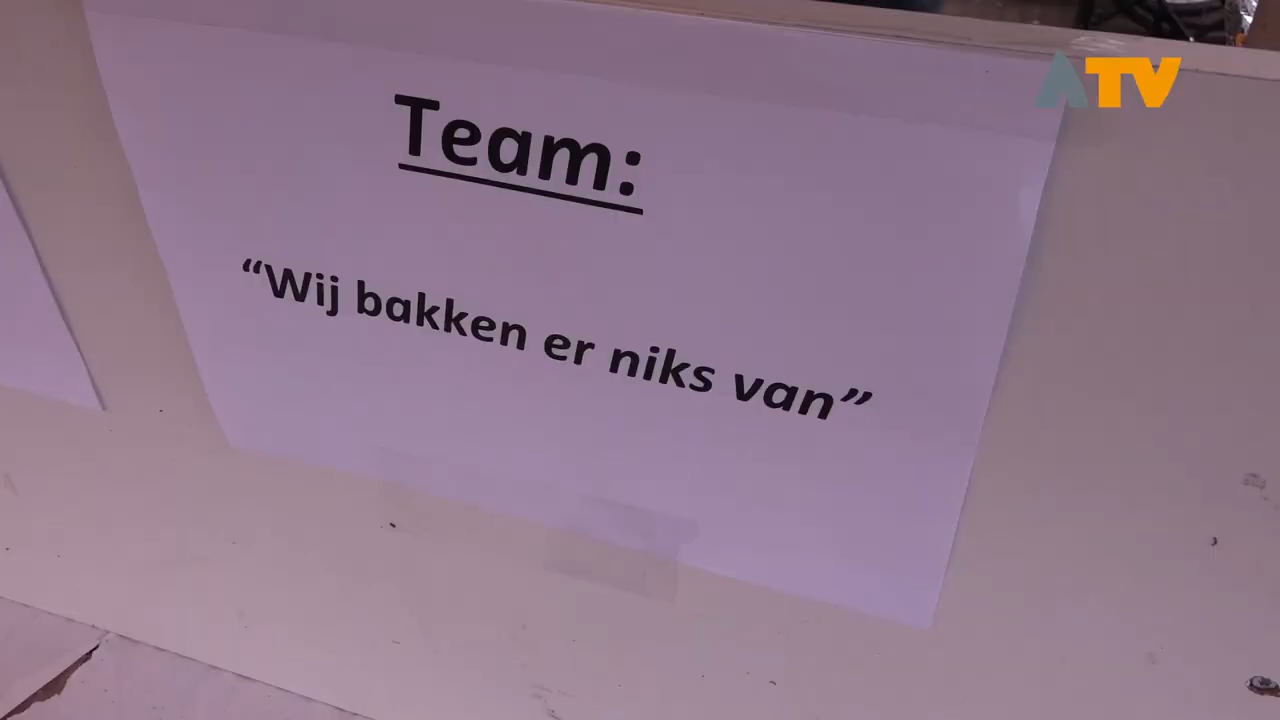 ATV
Team:
“Wij bakken er niks van”